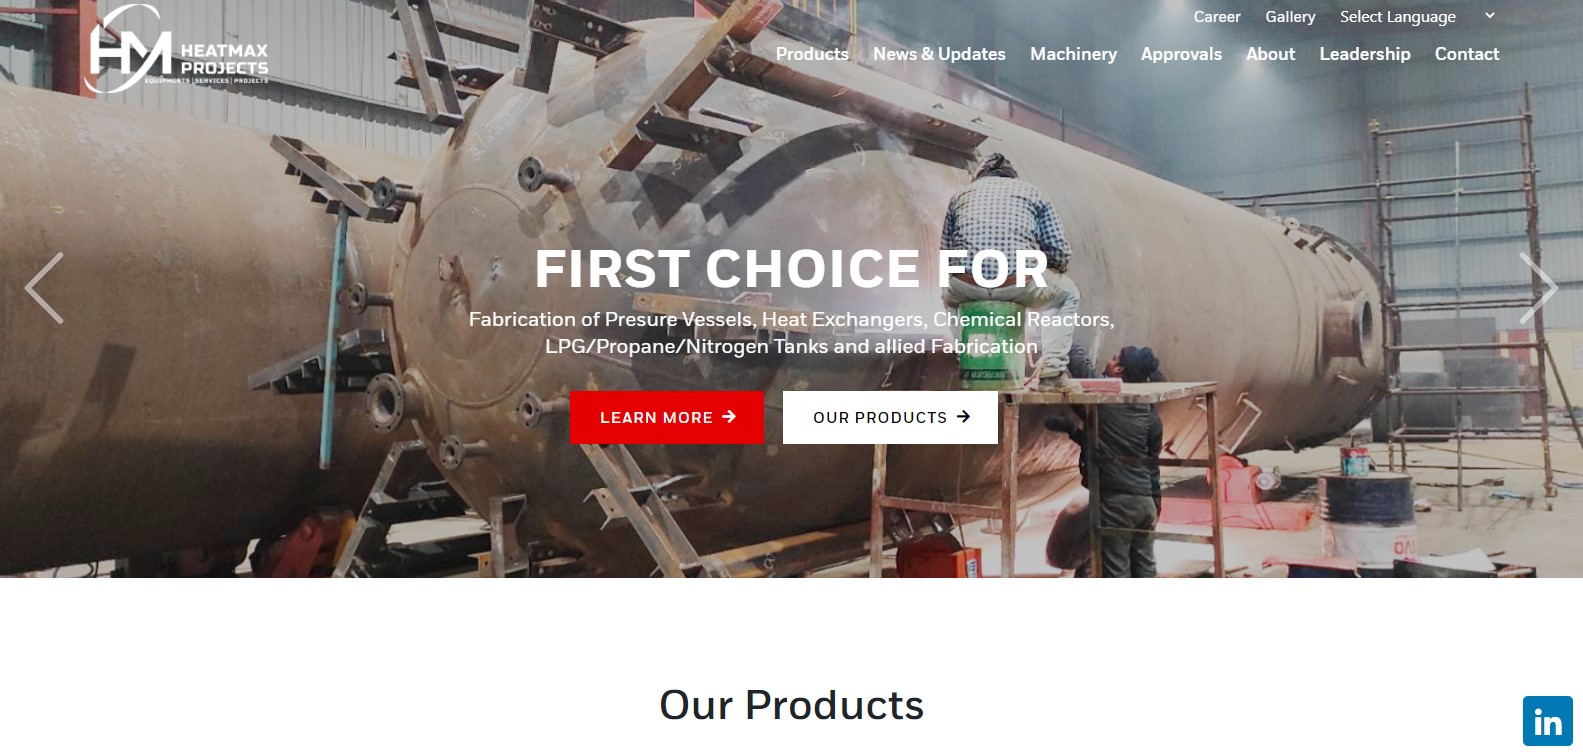 Career Gallery Select Language
HM HEATMAX
PROJECTS
EQUIPMENTS | SERVICES | PROJECTS
Products News & Updates Machinery Approvals About Leadership Contact
FIRST CHOICE FOR
Fabrication of Presure Vessels, Heat Exchangers, Chemical Reactors,
LPG/Propane/Nitrogen Tanks and allied Fabrication
LEARN MORE
OUR PRODUCTS
Our Products
in